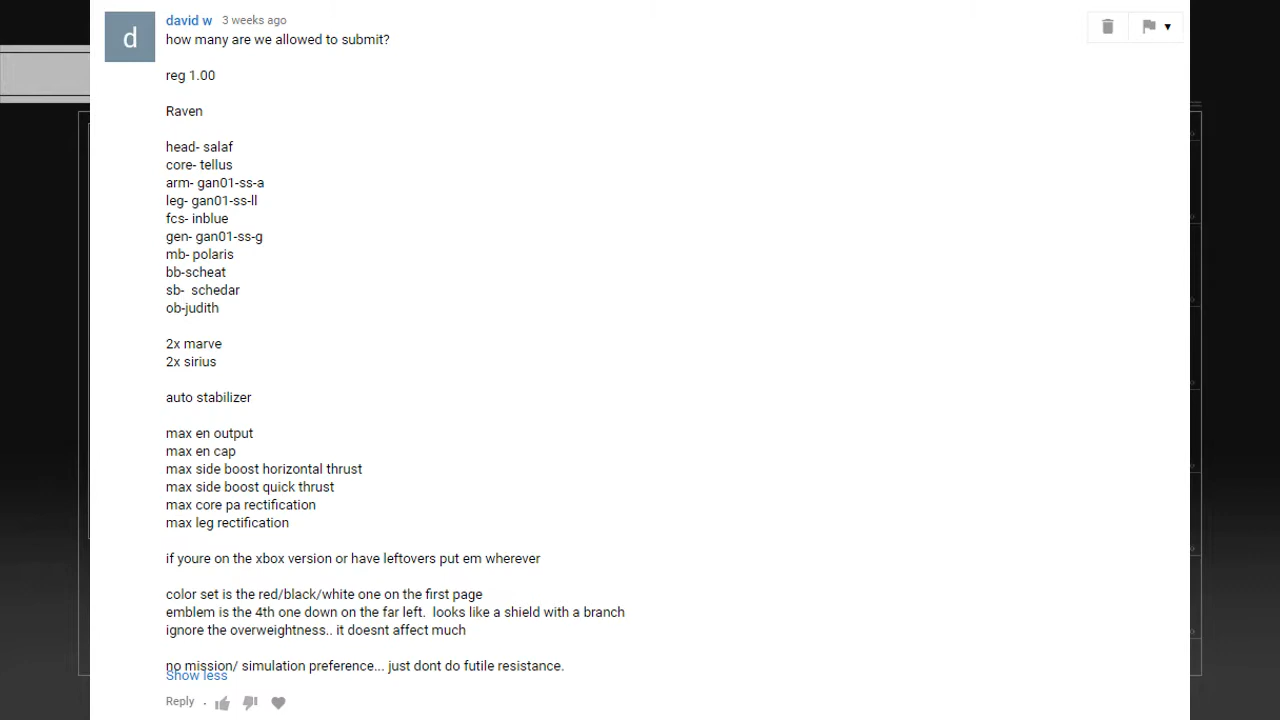 d
david w 3 weeks ago
how many are we allowed to submit?
reg 1.00
Raven
head- salaf
core- tellus
arm- gan01-ss-a
leg- gan01-ss-ll
fcs- inblue
gen- gan01-ss-g
mb- polaris
bb-scheat
sb-  schedar
ob-judith
2x marve
2x sirius
auto stabilizer
max en output
max en cap
max side boost horizontal thrust
max side boost quick thrust
max core pa rectification
max leg rectification
if youre on the xbox version or have leftovers put em wherever
color set is the red/black/white one on the first page
emblem is the 4th one down on the far left.  looks like a shield with a branch
ignore the overweightness.. it doesnt affect much
no mission/ simulation preference... just dont do futile resistance.
Show less
Reply